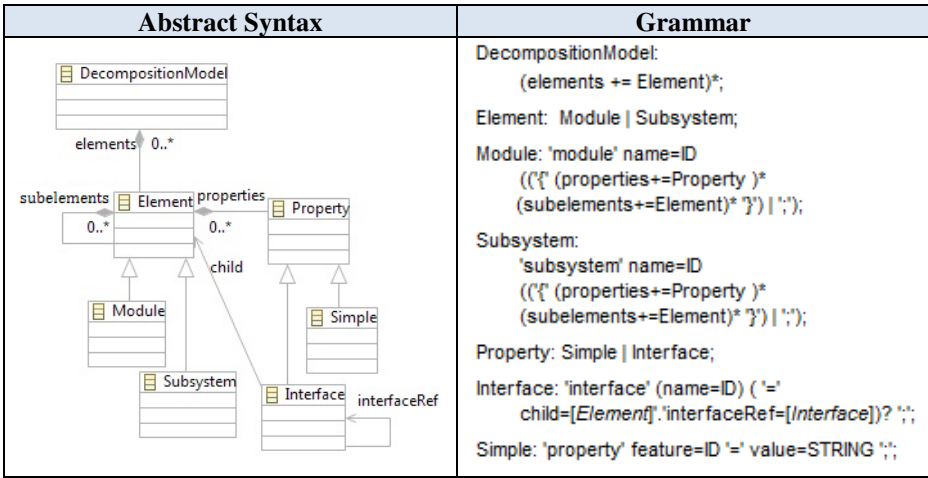 Abstract Syntax
Grammar
DecompositionModel
elements 0..*
subelements
Element
properties
Property
0..*
0..*
child
Module
Simple
Subsystem
Interface
interfaceRef
DecompositionModel:
(elements += Element)*;
Element: Module | Subsystem;
Module: 'module' name=ID
(('{' (properties+=Property )*
(subelements+=Element)* '}') | ';');
Subsystem:
'subsystem' name=ID
(('{' (properties+=Property )*
(subelements+=Element)* '}') | ';');
Property: Simple | Interface;
Interface: 'interface' (name=ID) ( '='
child=[Element]'.'interfaceRef=[Interface])? ';';
Simple: 'property' feature=ID '=' value=STRING ';';